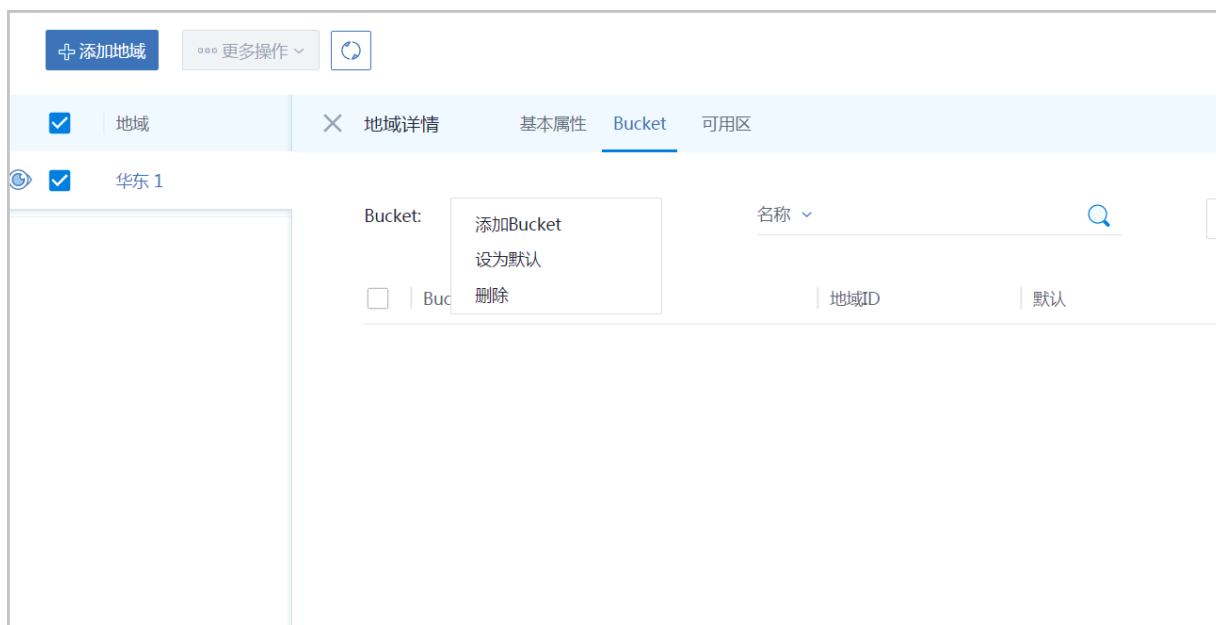 添加地域 更多操作
地域 地域详情 基本属性 Bucket 可用区
华东 1
Bucket: 名称
添加Bucket
设为默认
删除
地域ID 默认